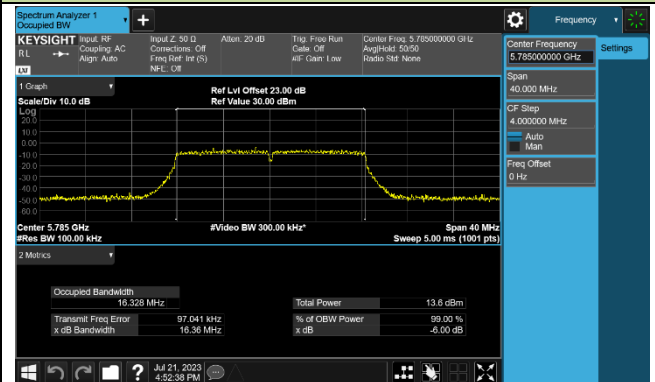 Spectrum Analyzer 1
Occupied BW
Frequency
KEYSIGHT
Input: RF
Input Z: 50 Ω
Atten: 20 dB
Trig: Free Run
Center Freq: 5.785000000 GHz
RL
Coupling: AC
Corrections: Off
Gate: Off
Avg|Hold: 50/50
Align: Auto
Freq Ref: Int (S)
#IF Gain: Low
Radio Std: None
NFE: Off
LXI
Center Frequency
5.785000000 GHz
Settings
Span
40.000 MHz
CF Step
4.000000 MHz
Auto
Man
Freq Offset
0 Hz
1 Graph
Ref Lvl Offset 23.00 dB
Scale/Div 10.0 dB
Ref Value 30.00 dBm
Log
20.0
10.0
0.00
-10.0
-20.0
-30.0
-40.0
-50.0
-60.0
Center 5.785 GHz
#Video BW 300.00 kHz*
Span 40 MHz
#Res BW 100.00 kHz
Sweep 5.00 ms (1001 pts)
2 Metrics
Occupied Bandwidth
16.328 MHz
Total Power
13.6 dBm
Transmit Freq Error
97.041 kHz
% of OBW Power
99.00 %
x dB Bandwidth
16.36 MHz
x dB
-6.00 dB
?
Jul 21, 2023
4:52:38 PM